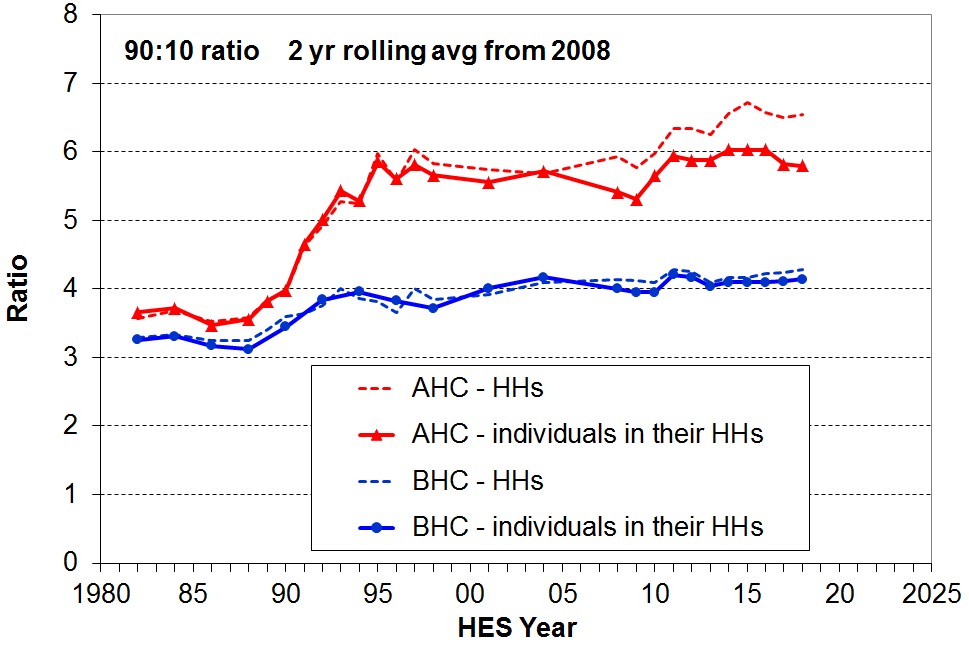 8
90:10 ratio 2 yr rolling avg from 2008
7
6
5
4
3
2
1
0
Ratio
AHC - HHs
AHC - individuals in their HHs
BHC - HHs
BHC - individuals in their HHs
1980 85 90 95 00 05 10 15 20 2025
HES Year